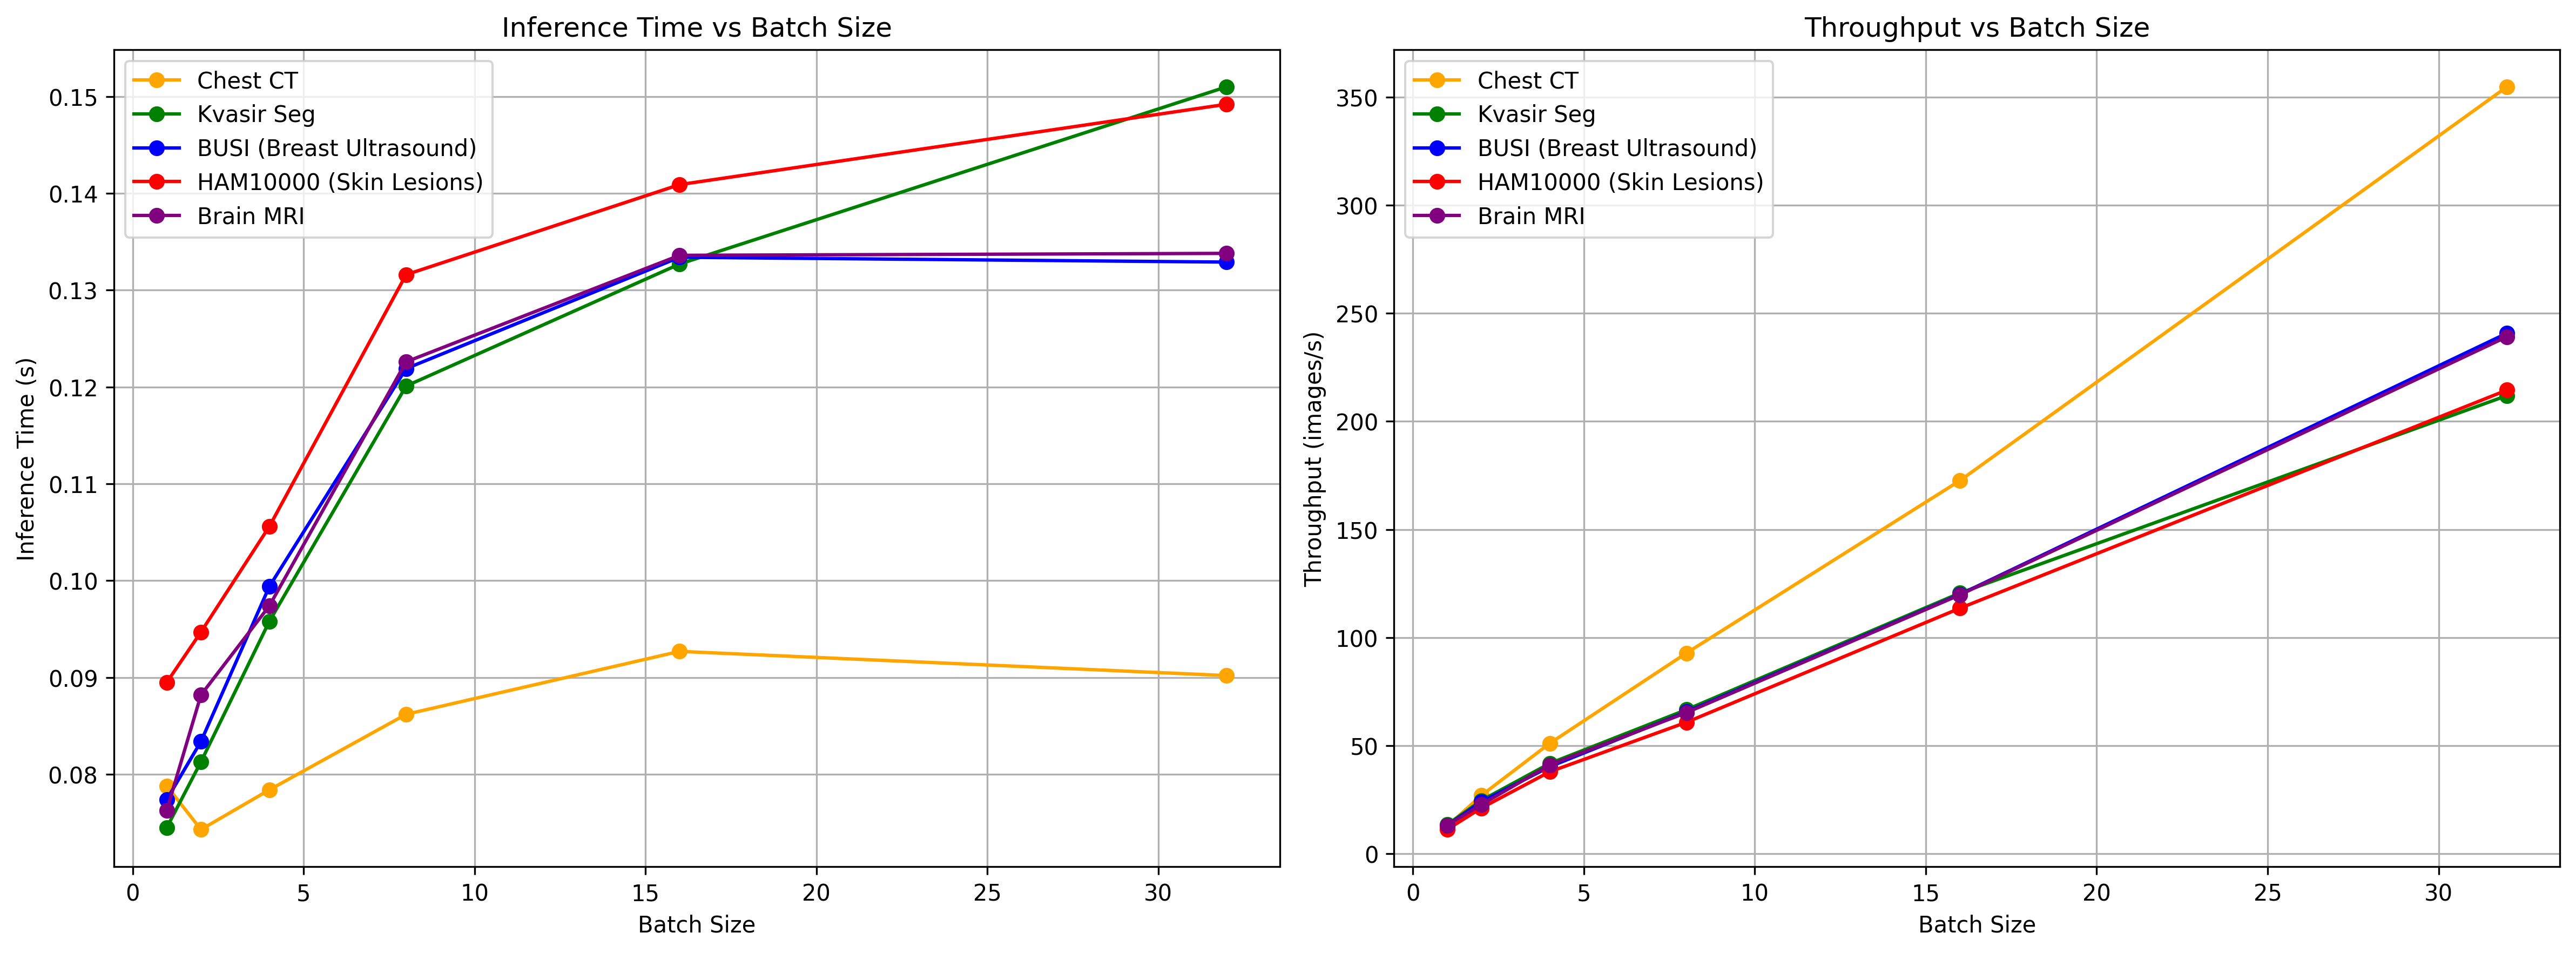 Inference Time vs Batch Size
Chest CT
Kvasir Seg
BUSI (Breast Ultrasound)
HAM10000 (Skin Lesions)
Brain MRI
Inference Time (s)
0.15
0.14
0.13
0.12
0.11
0.10
0.09
0.08
0 5 10 15 20 25 30
Batch Size
Throughput vs Batch Size
Chest CT
Kvasir Seg
BUSI (Breast Ultrasound)
HAM10000 (Skin Lesions)
Brain MRI
Throughput (images/s)
350
300
250
200
150
100
50
0
0 5 10 15 20 25 30
Batch Size